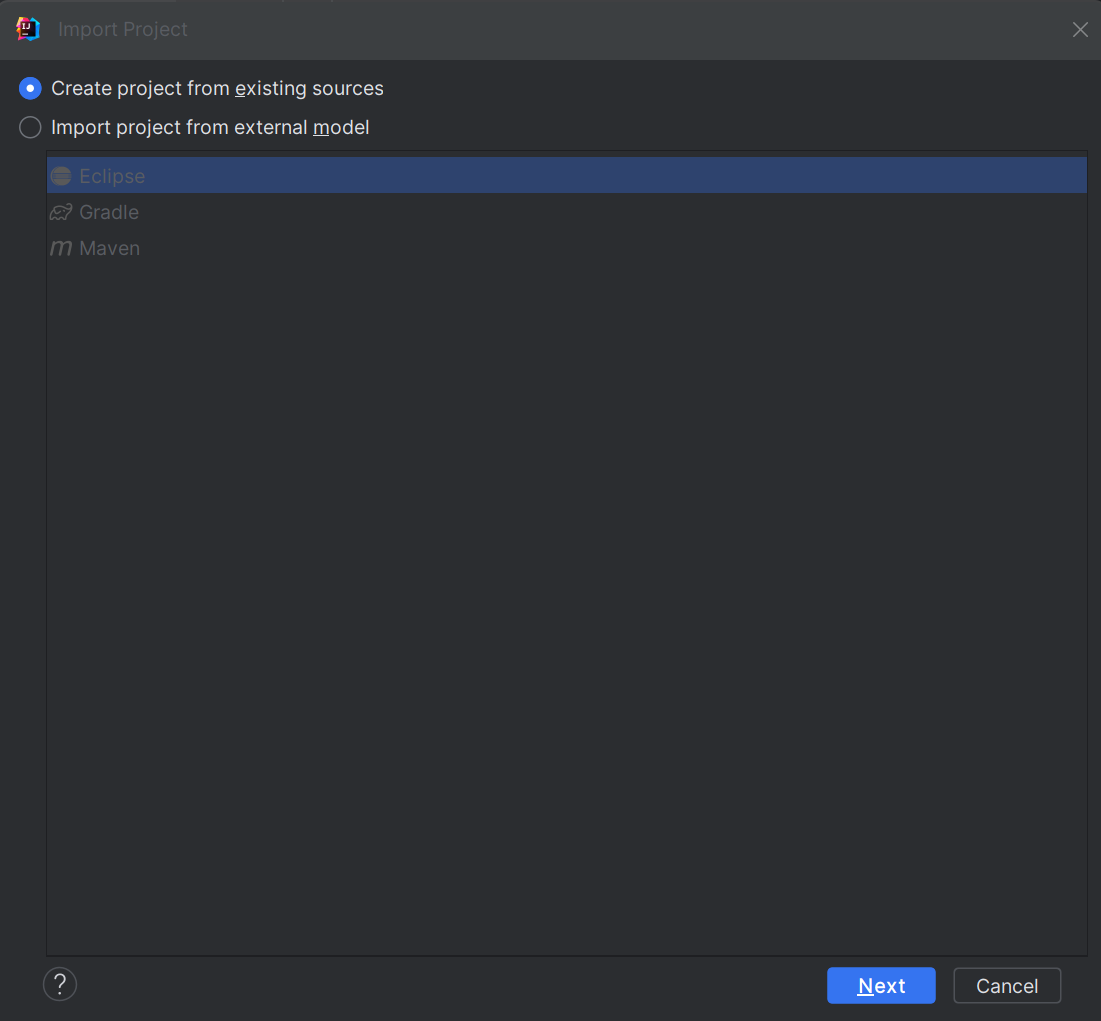 Import Project
Create project from existing sources
Import project from external model
Eclipse
Gradle
m Maven
?
Next
Cancel